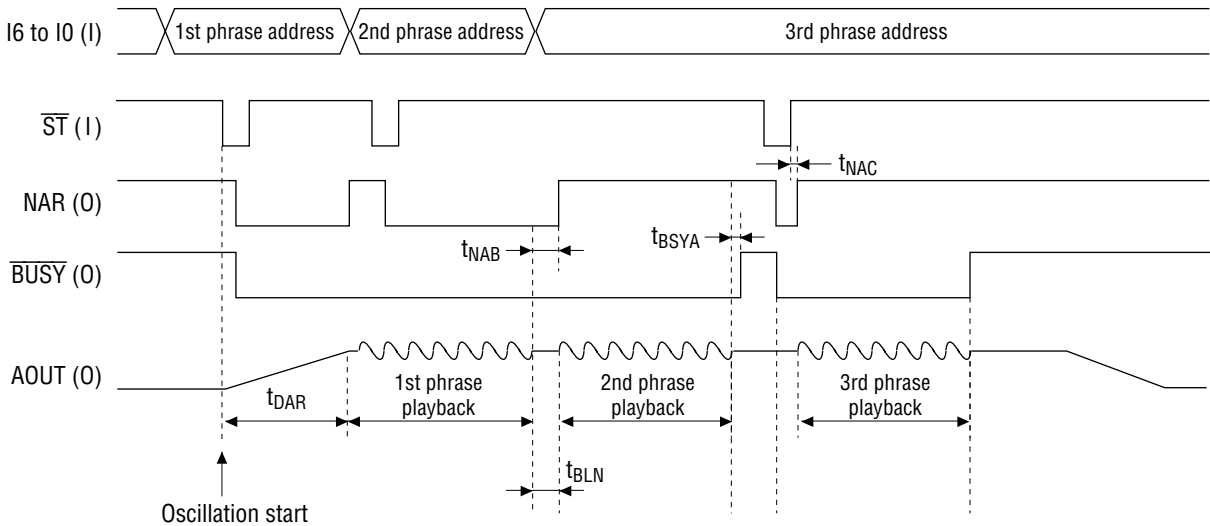 I6 to I0 (I)
1st phrase address
2nd phrase address
3rd phrase address
ST (I)
tNAC
NAR (O)
tNAB
tBSYA
BUSY (O)
AOUT (O)
tDAR
1st phrase
playback
2nd phrase
playback
3rd phrase
playback
tBLN
Oscillation start